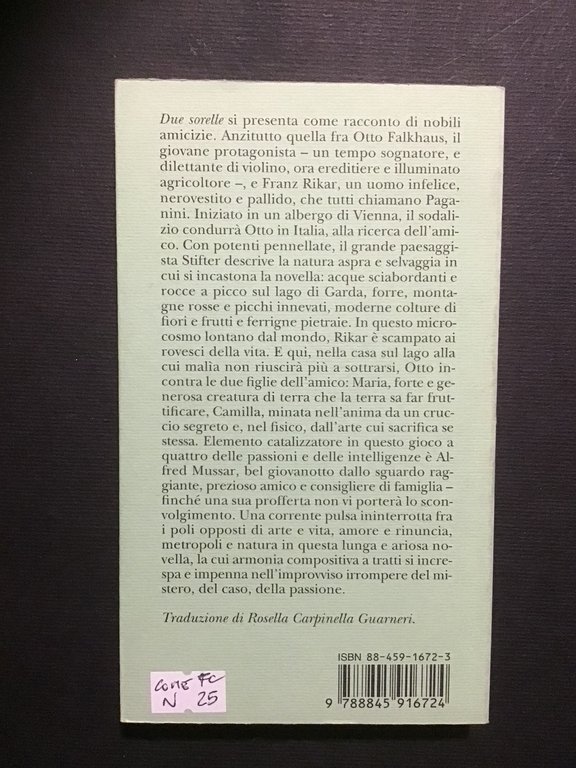 Due sorelle si presenta come racconto di nobili
amicizie. Anzitutto quella fra Otto Falkhaus, il
giovane protagonista – un tempo sognatore, e
dilettante di violino, ora ereditiere e illuminato
agricoltore –, e Franz Rikar, un uomo infelice,
nerovestito e pallido, che tutti chiamano Paga-
nini. Iniziato in un albergo di Vienna, il sodali-
zio condurrà Otto in Italia, alla ricerca dell'ami-
co. Con potenti pennellate, il grande paesaggi-
sta Stifter descrive la natura aspra e selvaggia in
cui si incastona la novella: acque sciabordanti e
rocce a picco sul lago di Garda, forre, monta-
gne rosse e picchi innevati, moderne colture di
fiori e frutti e ferrigne pietraie. In questo micro-
cosmo lontano dal mondo, Rikar è scampato ai
rovesci della vita. E qui, nella casa sul lago alla
cui malìa non riuscirà più a sottrarsi, Otto in-
contra le due figlie dell'amico: Maria, forte e ge-
nerosa creatura di terra che la terra sa far frut-
tificare, Camilla, minata nell'anima da un cruc-
cio segreto e, nel fisico, dall'arte cui sacrifica se
stessa. Elemento catalizzatore in questo gioco a
quattro delle passioni e delle intelligenze è Al-
fred Mussar, bel giovanotto dallo sguardo rag-
giante, prezioso amico e consigliere di famiglia –
finché una sua profferta non vi porterà lo scon-
volgimento. Una corrente pulsa ininterrotta fra
i poli opposti di arte e vita, amore e rinuncia,
metropoli e natura in questa lunga e ariosa no-
vella, la cui armonia compositiva a tratti si incre-
spa e impenna nell'improvviso irrompere del mi-
stero, del caso, della passione.
Traduzione di Rosella Carpinella Guarneri.
ISBN 88-459-1672-3
9 788845 916724
COME FC
N 25